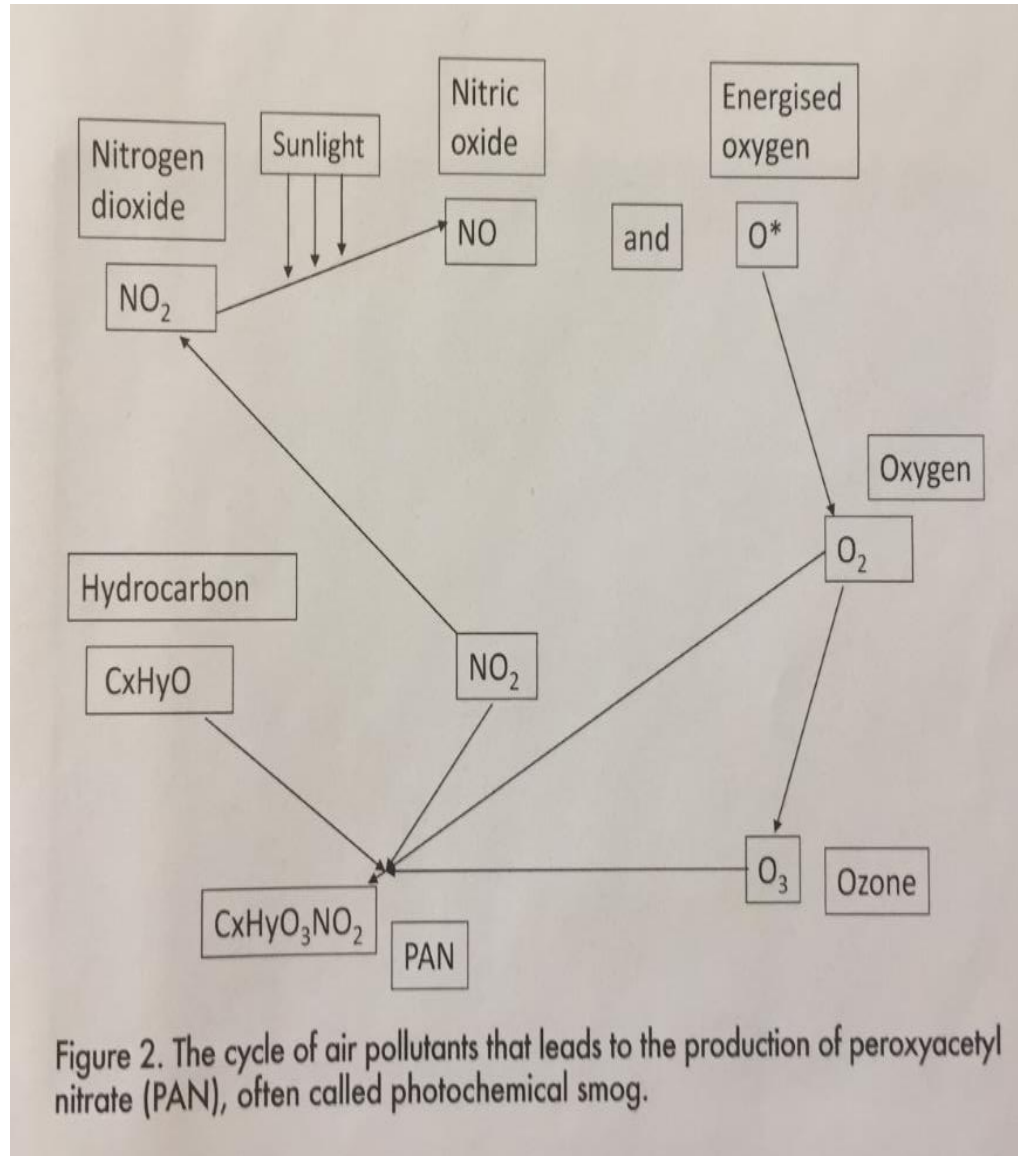 Nitrogen
dioxide
Sunlight
Nitric
oxide
Energised
oxygen
NO₂
NO
and
O*
Oxygen
O₂
Hydrocarbon
CxHyO
NO₂
O₃
Ozone
CxHyO₃NO₂
PAN
Figure 2. The cycle of air pollutants that leads to the production of peroxyacetyl
nitrate (PAN), often called photochemical smog.